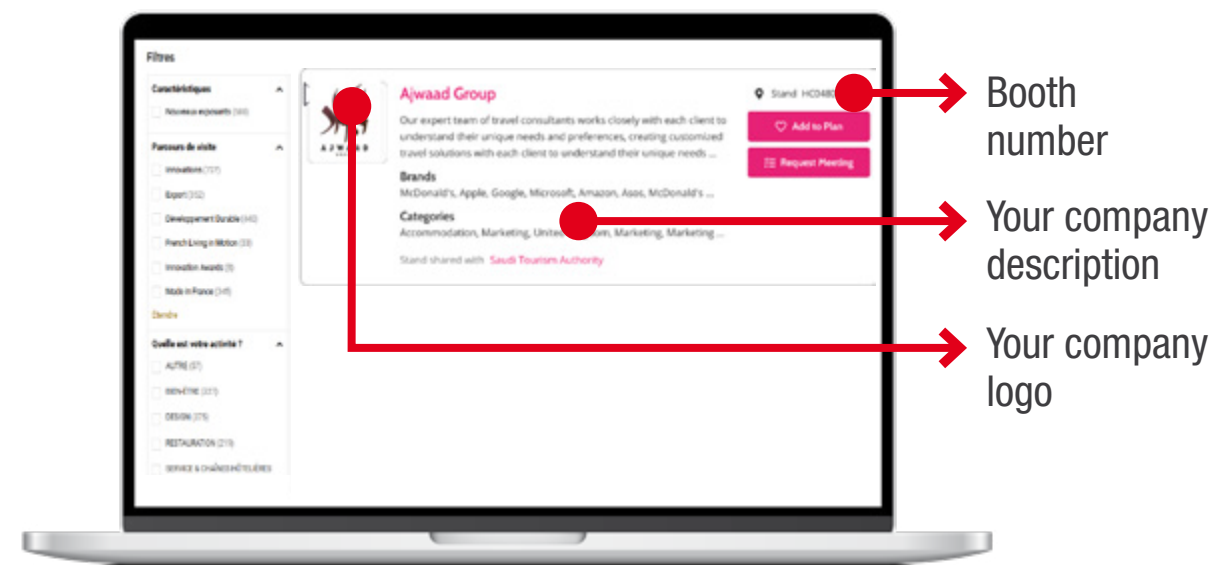 Filtres
Caractéristiques
Nouveaux exposants
Parcours de visite
Innovations
Export
Développement Durable
French Living in Motion
Innovation Awards
Made in France
Étendre
Quelle est votre activité ?
AUTRE
BIEN-ÊTRE
DESIGN
RESTAURATION
SERVICE & CHAÎNES HÔTELIÈRES
AJWAAD
Ajwaad Group
Our expert team of travel consultants works closely with each client to
understand their unique needs and preferences, creating customized
travel solutions with each client to understand their unique needs ...
Brands
McDonald's, Apple, Google, Microsoft, Amazon, Asos, McDonald's ...
Categories
Accommodation, Marketing, Marketing, Marketing ...
Stand shared with Saudi Tourism Authority
Stand
Add to Plan
Request Meeting
Booth
number
Your company
description
Your company
logo